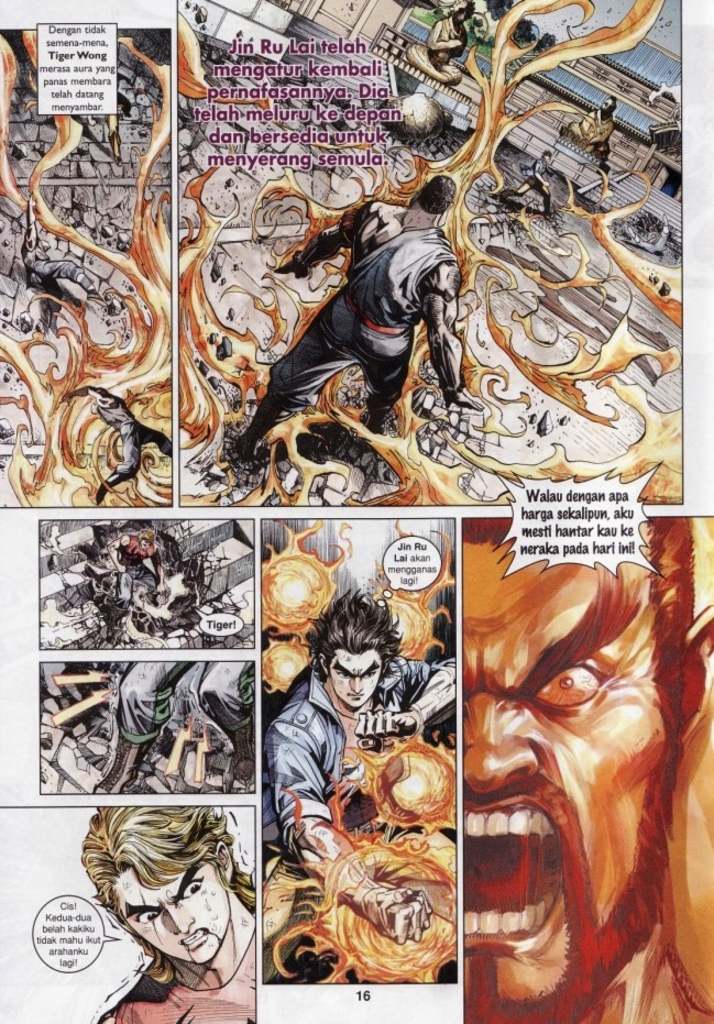 Dengan tidak
semena-mena,
Tiger Wong
merasa aura yang
panas membara
telah datang
menyambar.
Jin Ru Lai telah
mengatur kembali
pernafasannya. Dia
telah meluru ke depan
dan bersedia untuk
menyerang semula.
Tiger!
Jin Ru
Lai akan
mengganas
lagi!
Walau dengan apa
harga sekalipun, aku
mesti hantar kau ke
neraka pada hari ini!
Cis!
Kedua-dua
belah kakiku
tidak mahu ikut
arahanku
lagi!
16